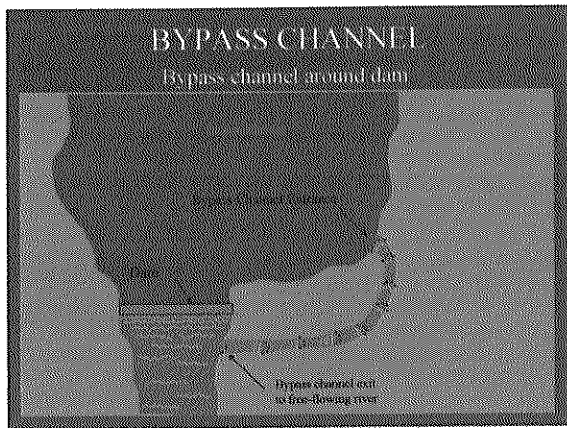 BYPASS CHANNEL
Bypass channel around dam
Bypass Channel Entrance
Dam
Bypass channel exit
to free-flowing river